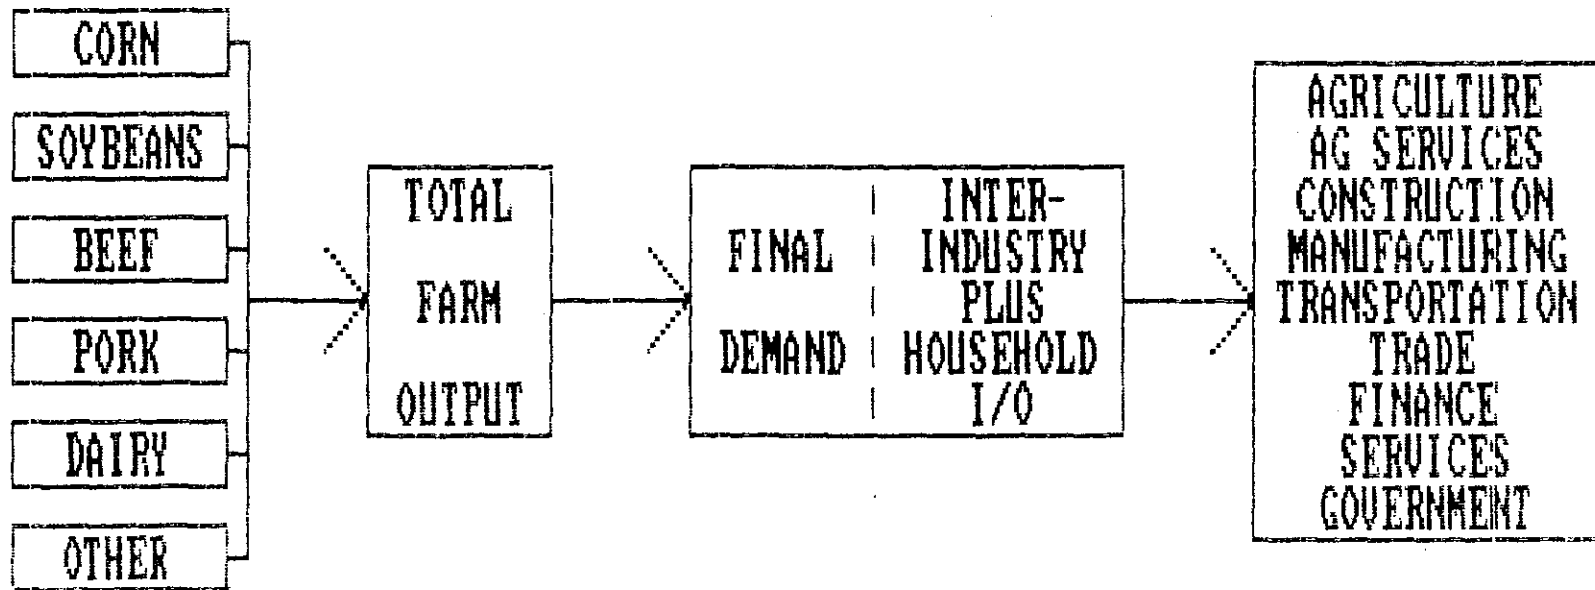 CORN
SOYBEANS
BEEF
PORK
DAIRY
OTHER
TOTAL
FARM
OUTPUT
FINAL
DEMAND
INTER-
INDUSTRY
PLUS
HOUSEHOLD
I/O
AGRICULTURE
AG SERVICES
CONSTRUCTION
MANUFACTURING
TRANSPORTATION
TRADE
FINANCE
SERVICES
GOVERNMENT